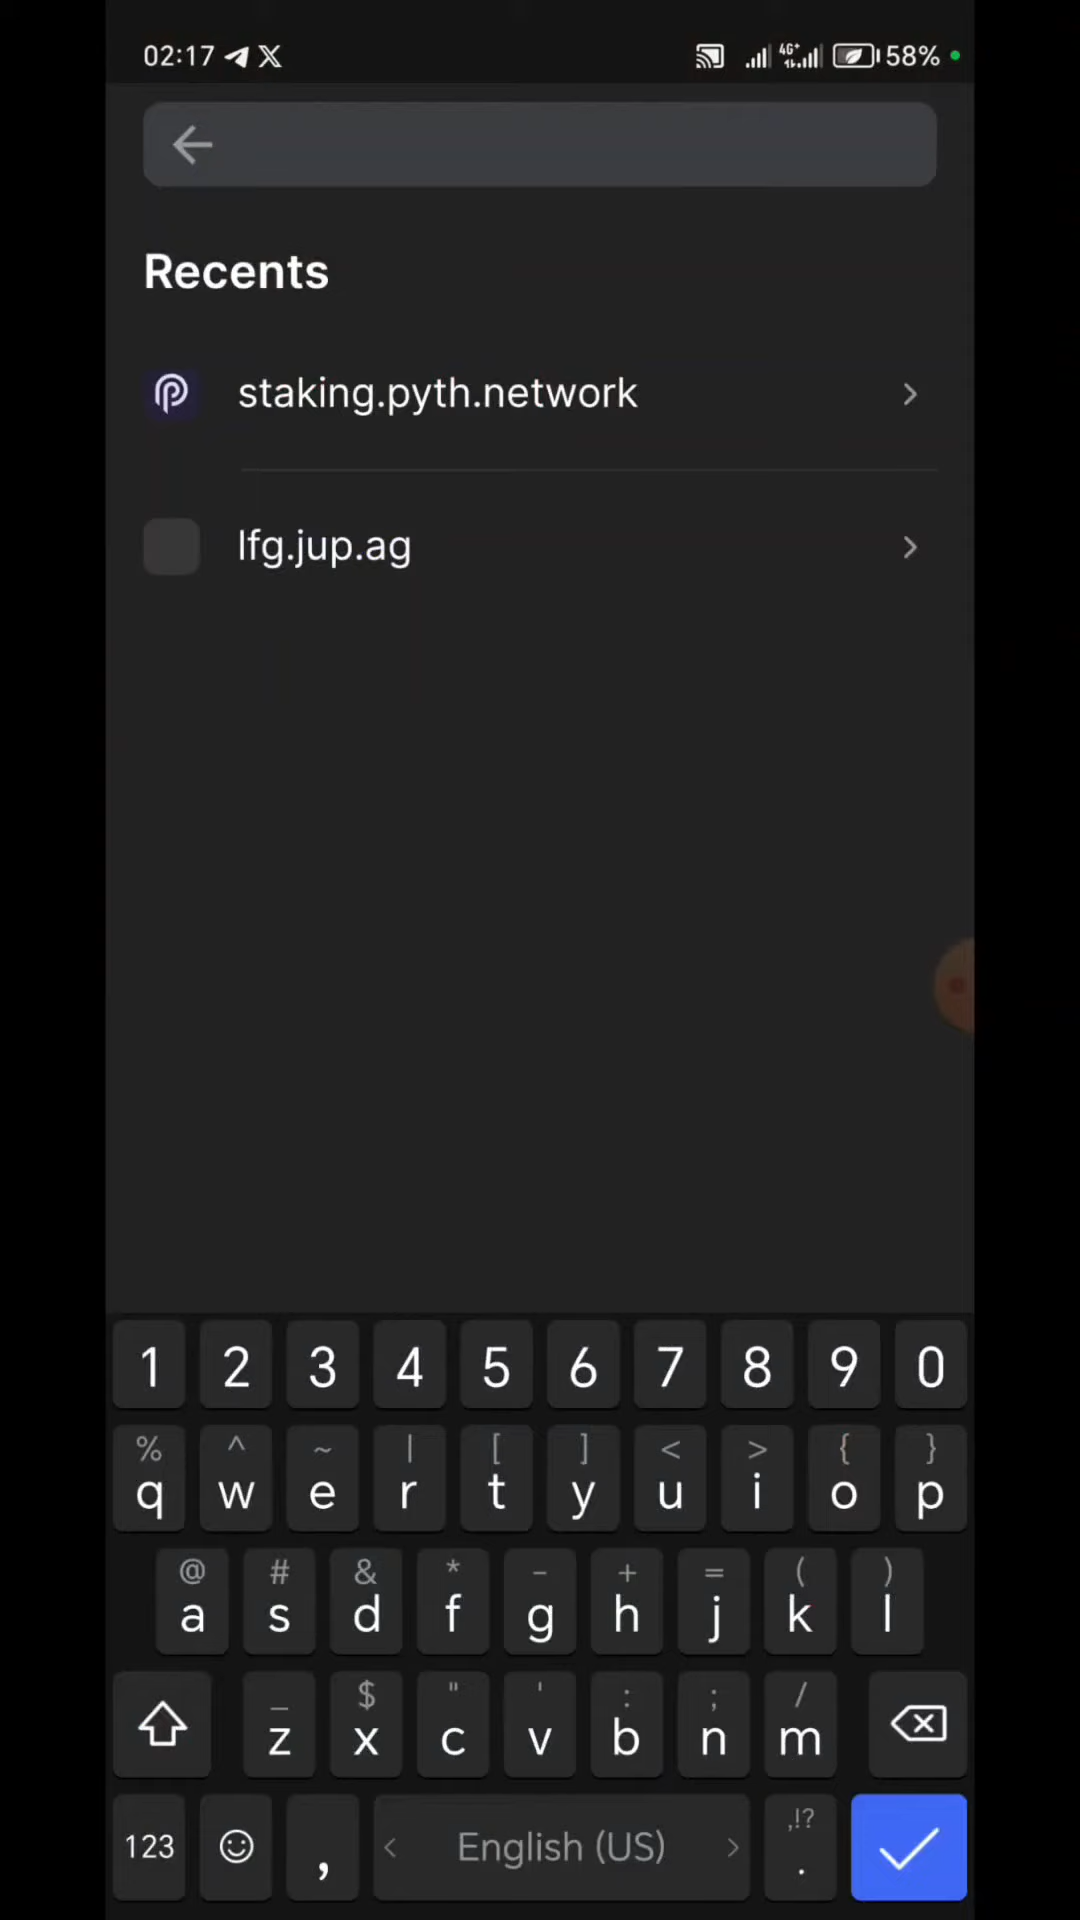 02:17 4G+ 58%
Recents
staking.pyth.network
lfg.jup.ag
1 2 3 4 5 6 7 8 9 0
% ^ ~ | [ ] < > { }
q w e r t y u i o p
@ # & * - + = ( )
a s d f g h j k l
_ $ " ' : ; /
z x c v b n m
123 , < English (US) > ,!? .